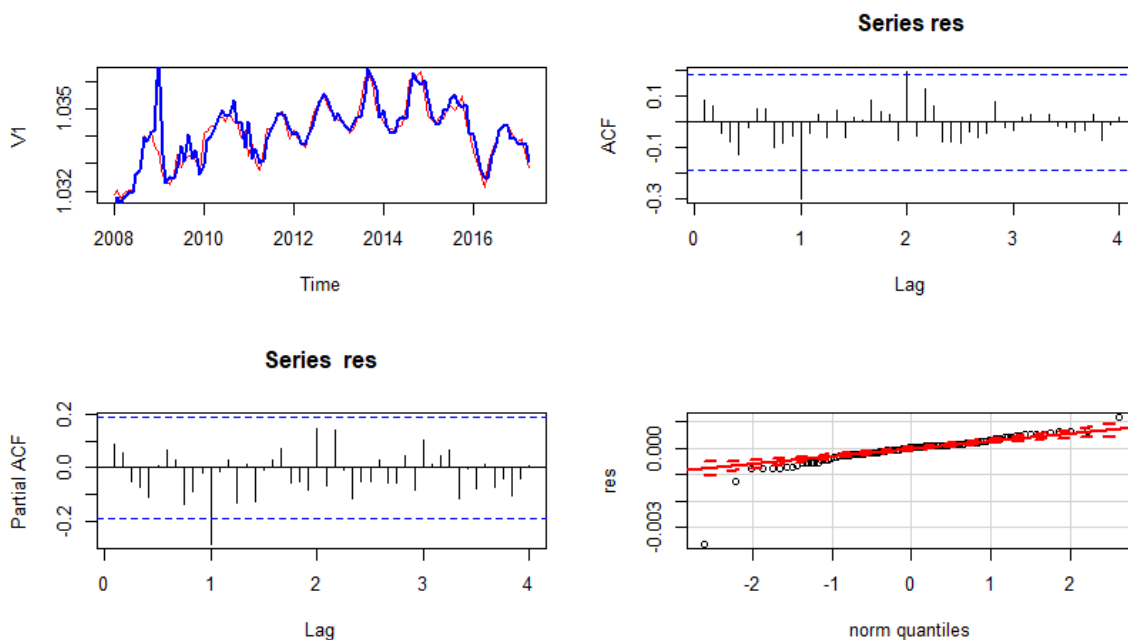 V1
1.032
1.035
2008 2010 2012 2014 2016
Time
Series res
ACF
-0.3
-0.1
0.1
0 1 2 3 4
Lag
Series res
Partial ACF
-0.2
0.0
0.2
0 1 2 3 4
Lag
res
-0.003
0.000
-2 -1 0 1 2
norm quantiles